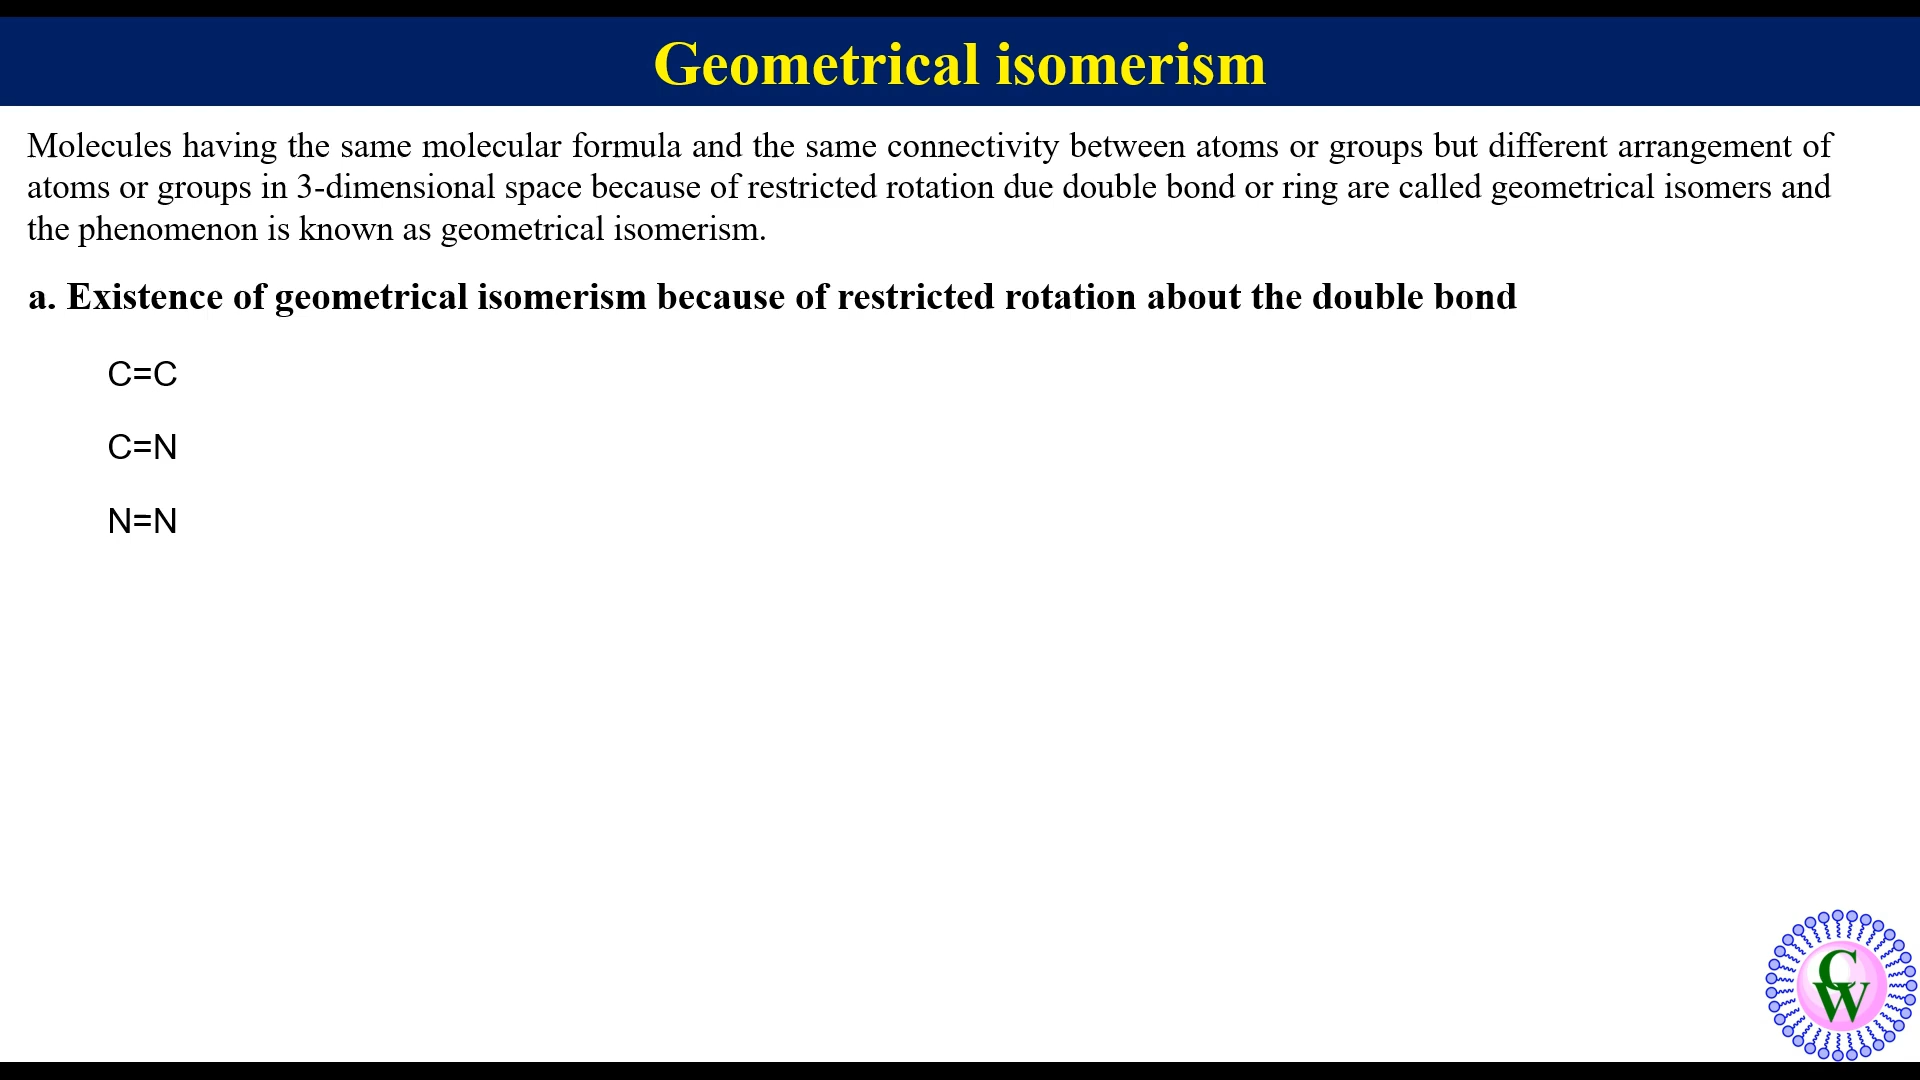 Geometrical isomerism
Molecules having the same molecular formula and the same connectivity between atoms or groups but different arrangement of
atoms or groups in 3-dimensional space because of restricted rotation due double bond or ring are called geometrical isomers and
the phenomenon is known as geometrical isomerism.
a. Existence of geometrical isomerism because of restricted rotation about the double bond
C=C
C=N
N=N
C
W